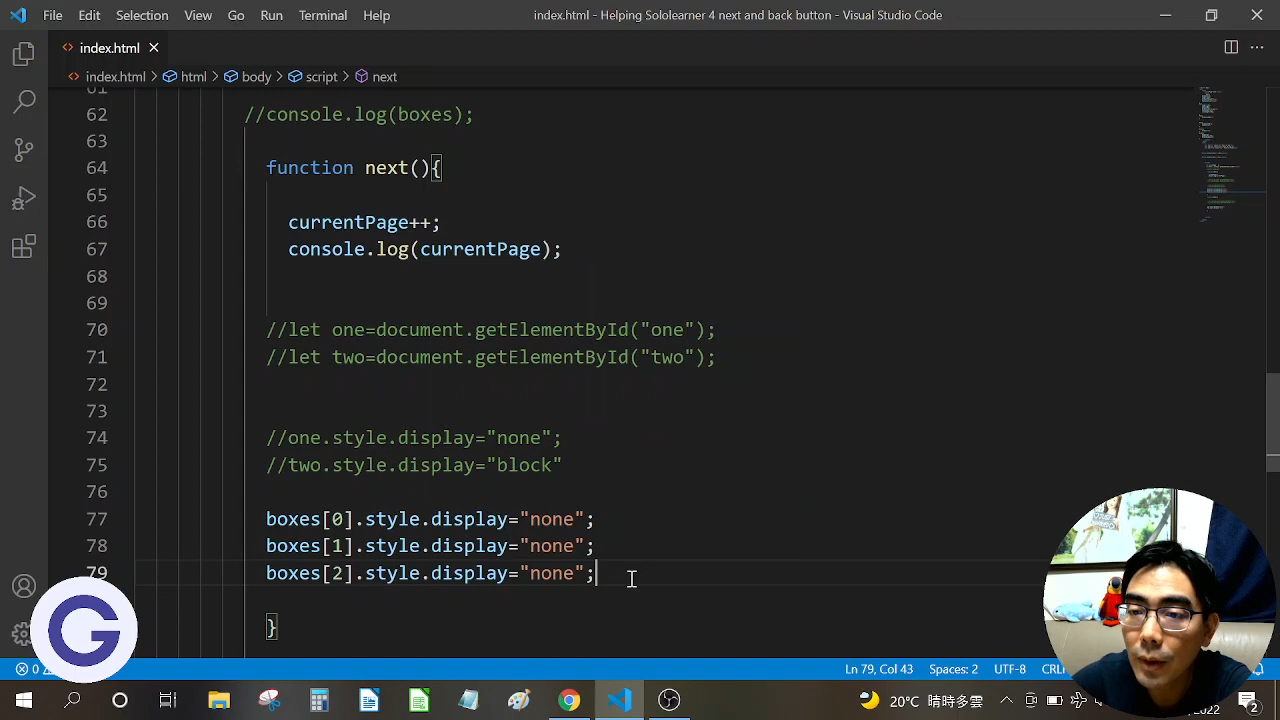 File Edit Selection View Go Run Terminal Help
index.html - Helping Sololearner 4 next and back button - Visual Studio Code
index.html
index.html > html > body > script > next
61
62 //console.log(boxes);
63
64 function next(){
65
66 currentPage++;
67 console.log(currentPage);
68
69
70 //let one=document.getElementById("one");
71 //let two=document.getElementById("two");
72
73
74 //one.style.display="none";
75 //two.style.display="block"
76
77 boxes[0].style.display="none";
78 boxes[1].style.display="none";
79 boxes[2].style.display="none";
}
G
0
Ln 79, Col 43 Spaces: 2 UTF-8
20°C 時時多雲
2